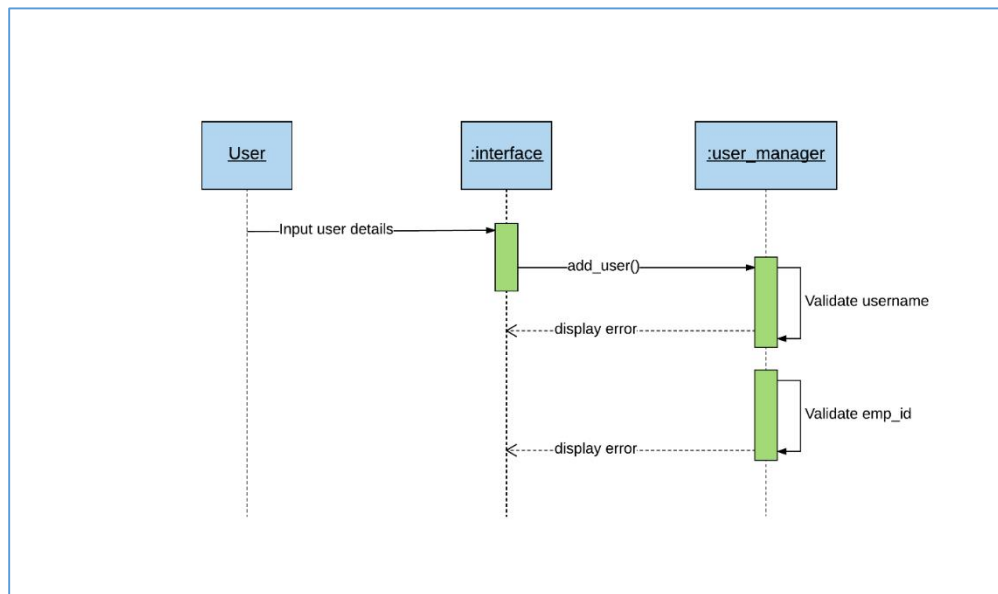 User
:interface
:user_manager
Input user details
add_user()
Validate username
display error
Validate emp_id
display error